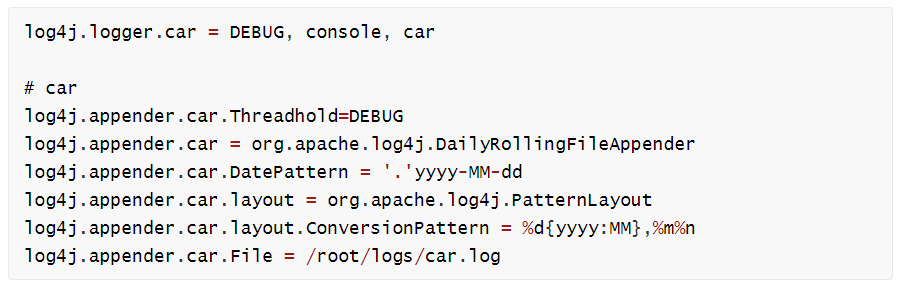 log4j.logger.car = DEBUG, console, car
# car
log4j.appender.car.Threadhold=DEBUG
log4j.appender.car = org.apache.log4j.DailyRollingFileAppender
log4j.appender.car.DatePattern = '.'yyyy-MM-dd
log4j.appender.car.layout = org.apache.log4j.PatternLayout
log4j.appender.car.layout.ConversionPattern = %d{yyyy:MM},%m%n
log4j.appender.car.File = /root/logs/car.log